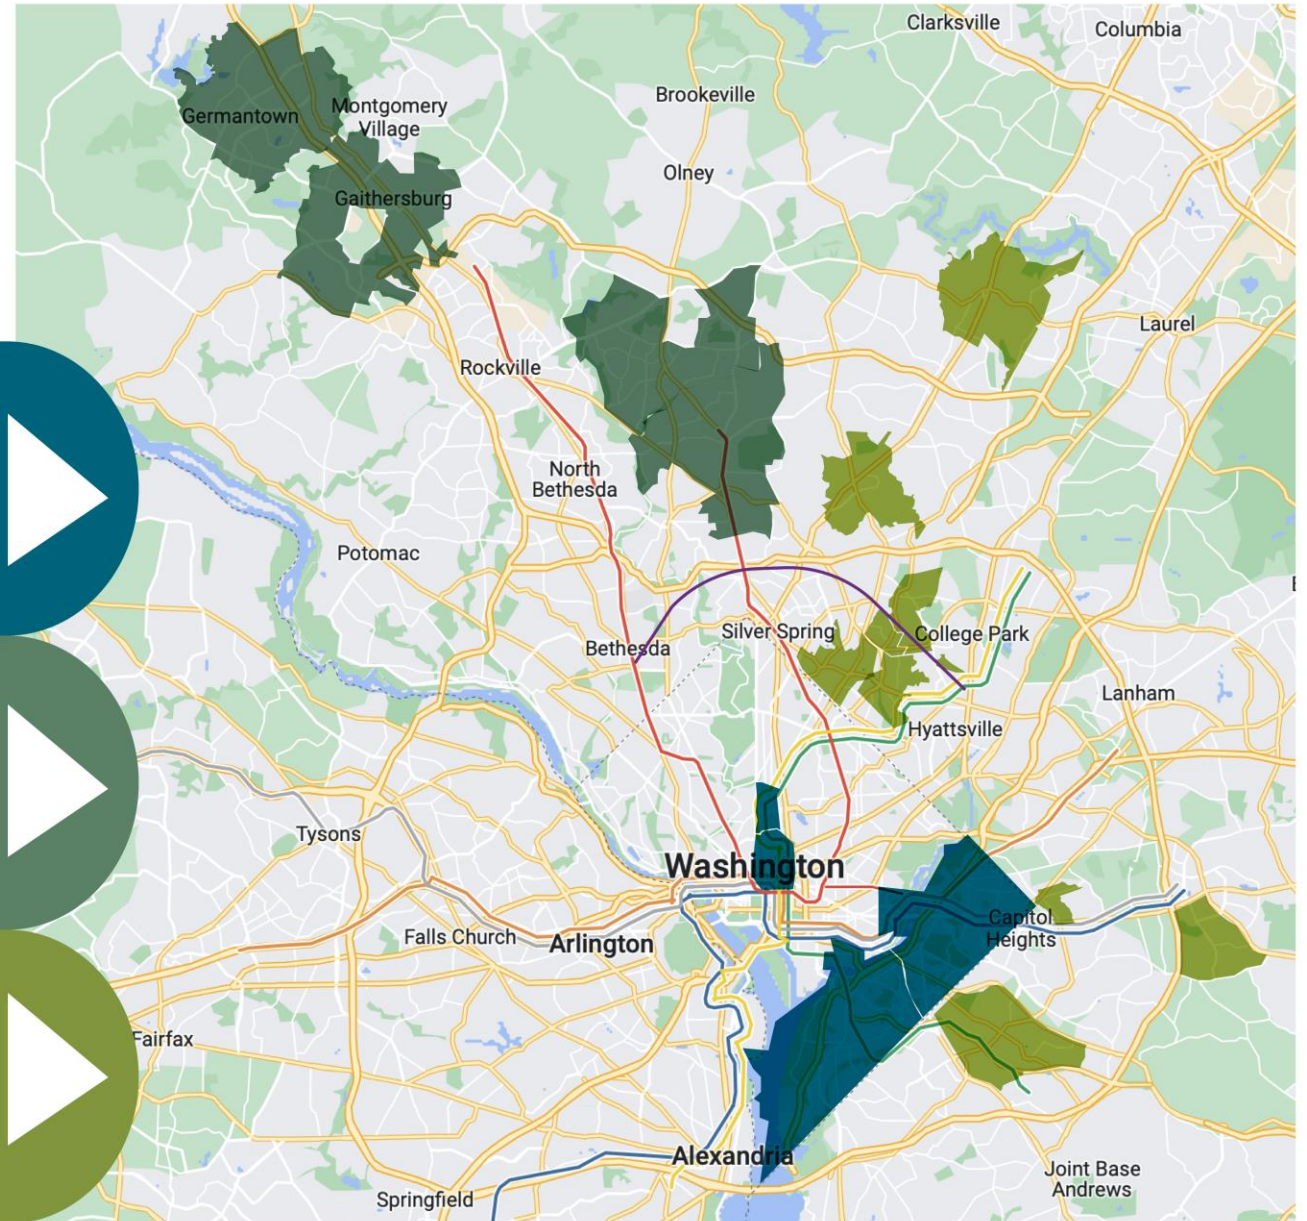 Clarksville
Columbia
Brookeville
Montgomery
Village
Germantown
Olney
Gaithersburg
Laurel
Rockville
North
Bethesda
Potomac
Silver Spring
College Park
Bethesda
Lanham
Hyattsville
Tysons
Washington
Capitol
Heights
Falls Church
Arlington
Fairfax
Alexandria
Joint Base
Andrews
Springfield